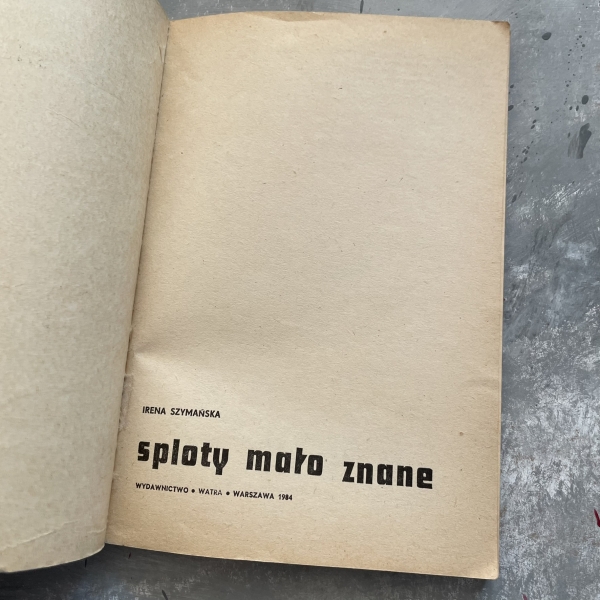 IRENA SZYMAŃSKA
sploty mało znane
WYDAWNICTWO • WATRA • WARSZAWA 1984